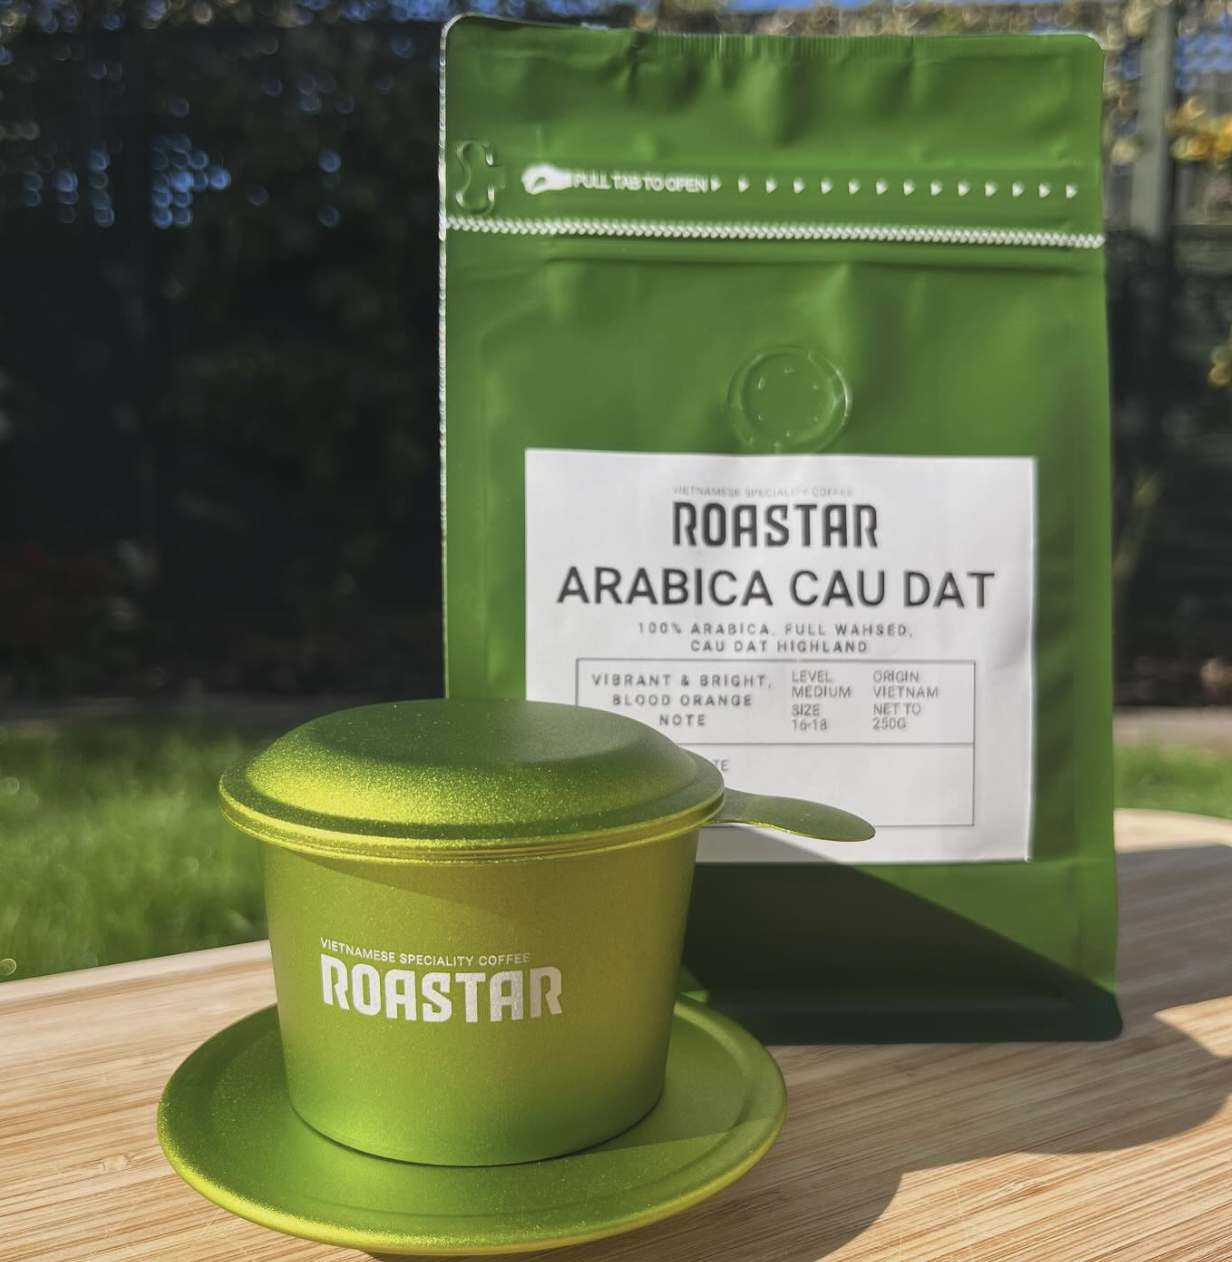 PULL TAB TO OPEN
VIETNAMESE SPECIALITY COFFEE
ROASTAR
ARABICA CAU DAT
100% ARABICA, FULL WAHSED,
CAU DAT HIGHLAND
VIBRANT & BRIGHT,
BLOOD ORANGE
NOTE
LEVEL
MEDIUM
SIZE
16-18
ORIGIN
VIETNAM
NET TO
250G
VIETNAMESE SPECIALITY COFFEE
ROASTAR